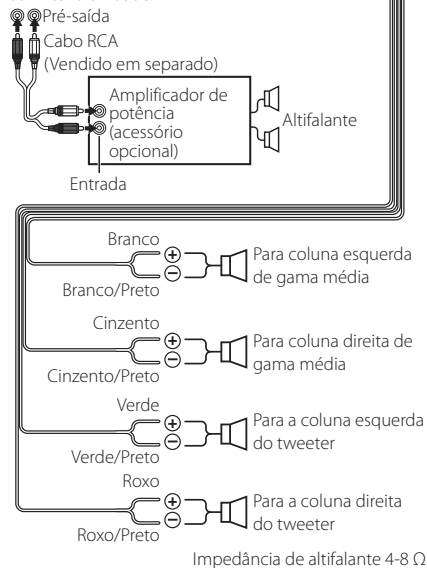 Pré-saída
Cabo RCA
(Vendido em separado)
Amplificador de
potência
(acessório
opcional)
Altifalante
Entrada
Branco
Branco/Preto
Para coluna esquerda
de gama média
Cinzento
Cinzento/Preto
Para coluna direita de
gama média
Verde
Verde/Preto
Para a coluna esquerda
do tweeter
Roxo
Roxo/Preto
Para a coluna direita
do tweeter
Impedância de altifalante 4-8 Ω